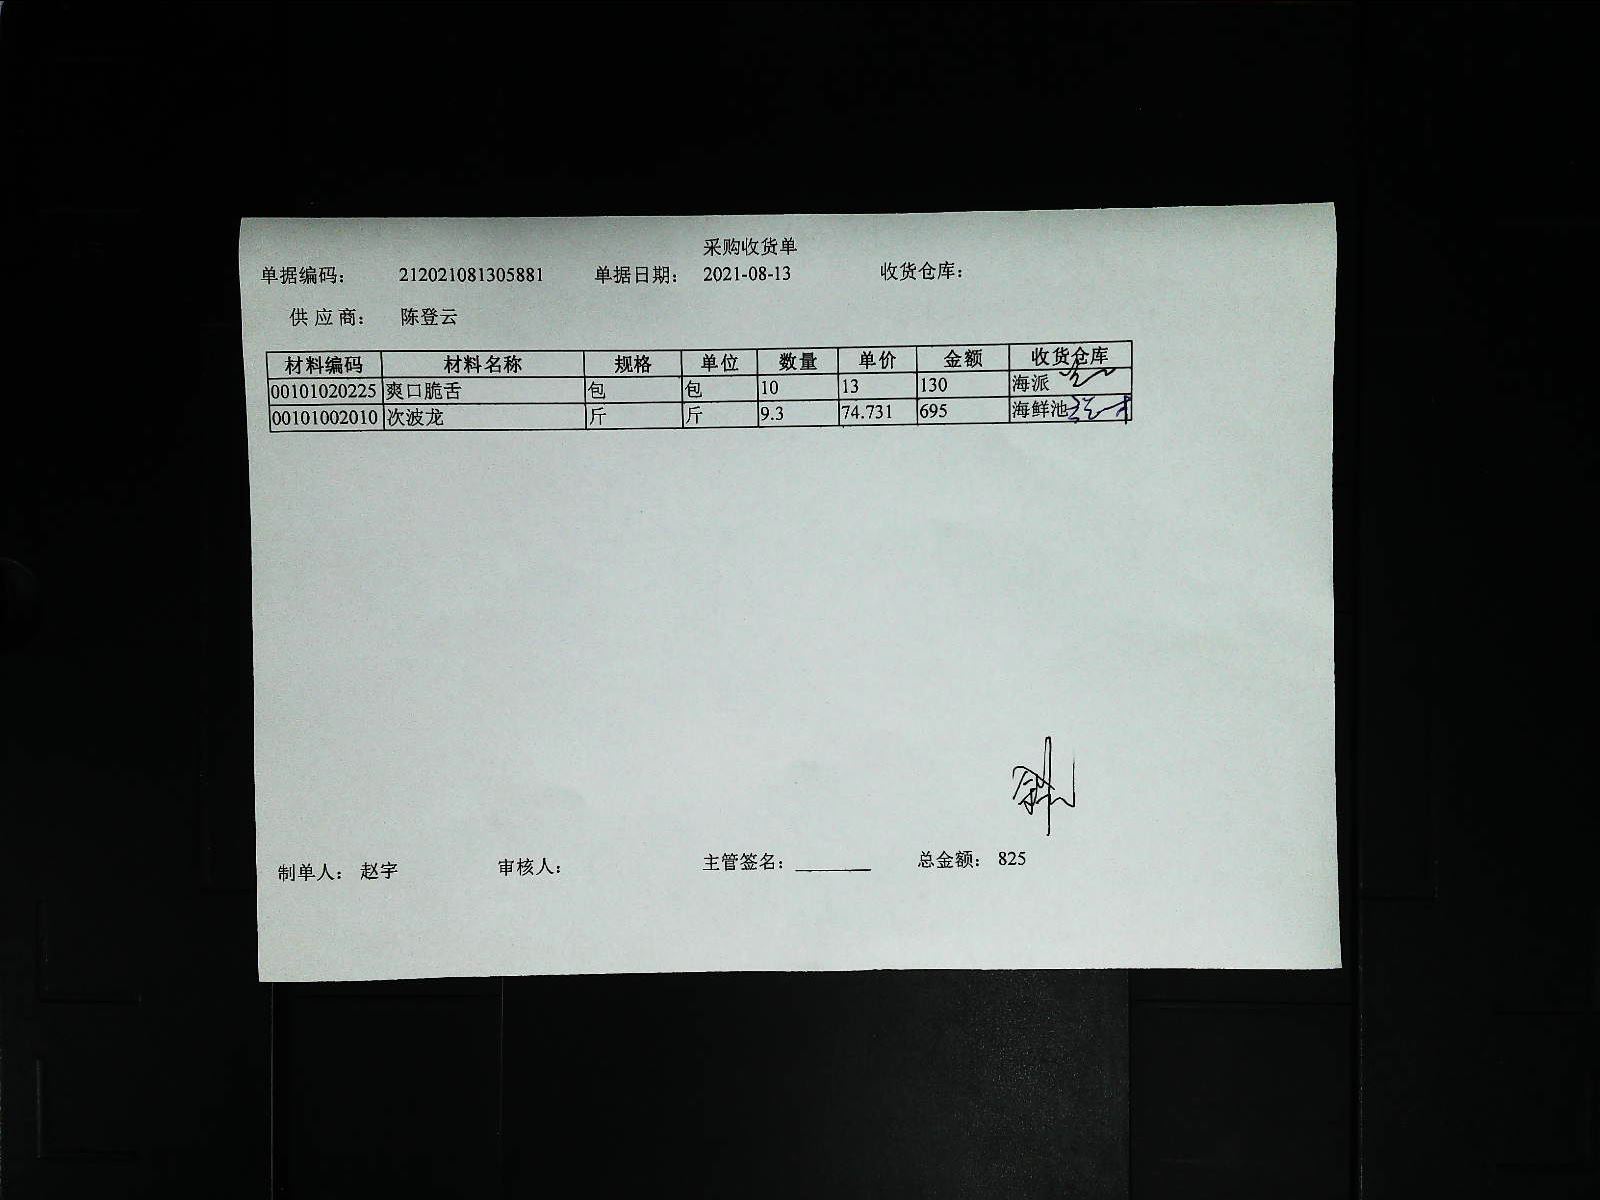 采购收货单
单据编码： 212021081305881 单据日期： 2021-08-13 收货仓库：
供应商： 陈登云
材料编码 材料名称 规格 单位 数量 单价 金额 收货仓库
00101020225 爽口脆舌 包 包 10 13 130 海派
00101002010 次波龙 斤 斤 9.3 74.731 695 海鲜池
制单人： 赵宇 审核人： 主管签名： 总金额： 825